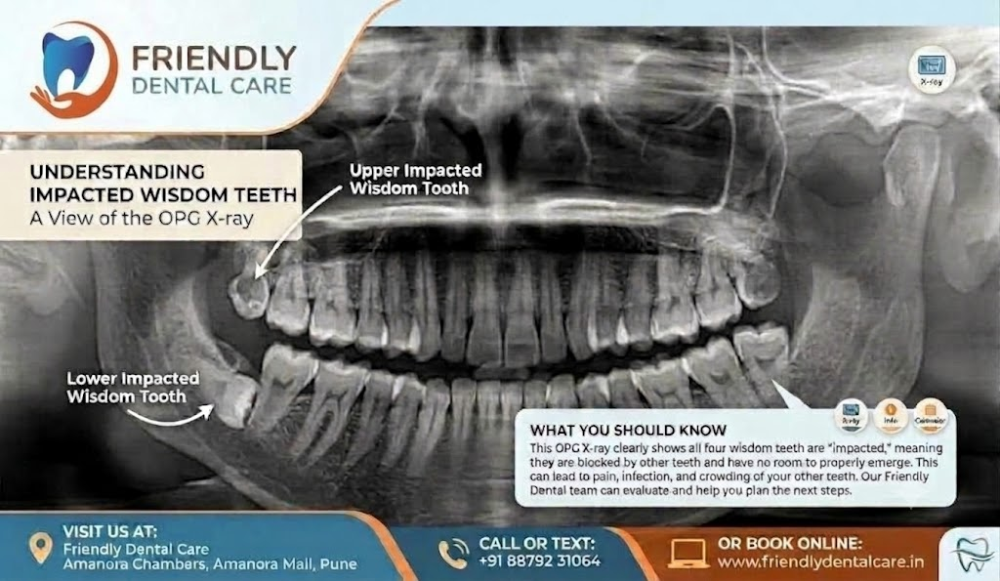 FRIENDLY
DENTAL CARE
X-ray
UNDERSTANDING
IMPACTED WISDOM TEETH
A View of the OPG X-ray
Upper Impacted
Wisdom Tooth
Lower Impacted
Wisdom Tooth
Info
WHAT YOU SHOULD KNOW
This OPG X-ray clearly shows all four wisdom teeth are "impacted," meaning
they are blocked by other teeth and have no room to properly emerge. This
can lead to pain, infection, and crowding of your other teeth. Our Friendly
Dental team can evaluate and help you plan the next steps.
VISIT US AT:
Friendly Dental Care
Amanora Chambers, Amanora Mall, Pune
CALL OR TEXT:
+91 88792 31064
OR BOOK ONLINE:
www.friendlydentalcare.in